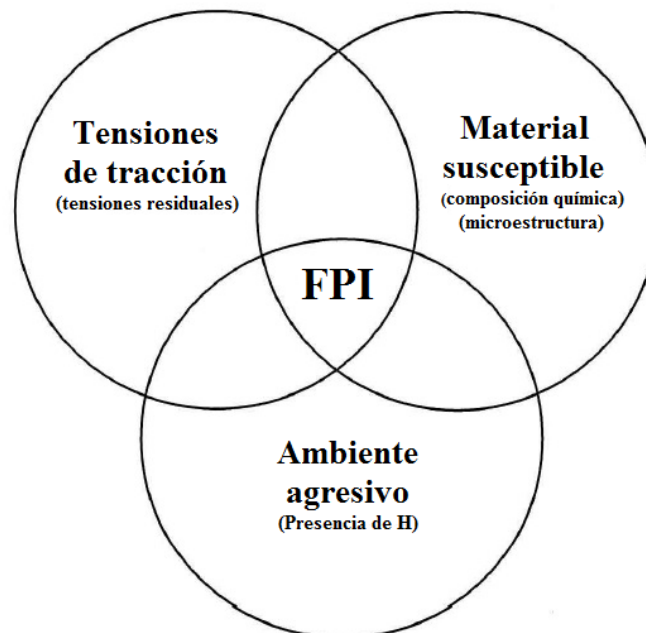 Tensiones
de tracción
(tensiones residuales)
Material
susceptible
(composición química)
(microestructura)
FPI
Ambiente
agresivo
(Presencia de H)